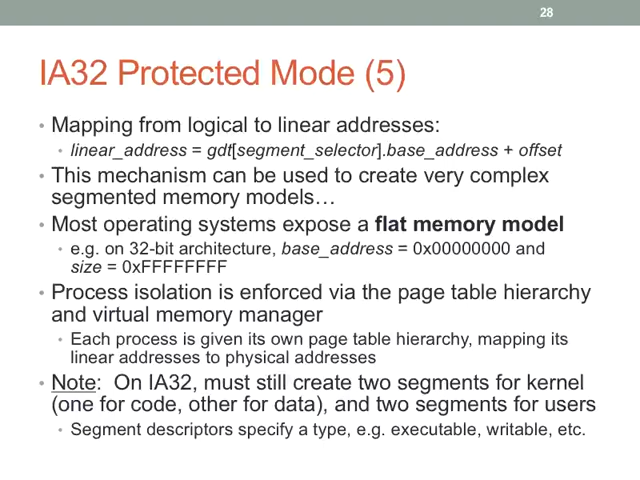 28
IA32 Protected Mode (5)
• Mapping from logical to linear addresses:
• linear_address = gdt[segment_selector].base_address + offset
• This mechanism can be used to create very complex
segmented memory models…
• Most operating systems expose a flat memory model
• e.g. on 32-bit architecture, base_address = 0x00000000 and
size = 0xFFFFFFFF
• Process isolation is enforced via the page table hierarchy
and virtual memory manager
• Each process is given its own page table hierarchy, mapping its
linear addresses to physical addresses
• Note: On IA32, must still create two segments for kernel
(one for code, other for data), and two segments for users
• Segment descriptors specify a type, e.g. executable, writable, etc.